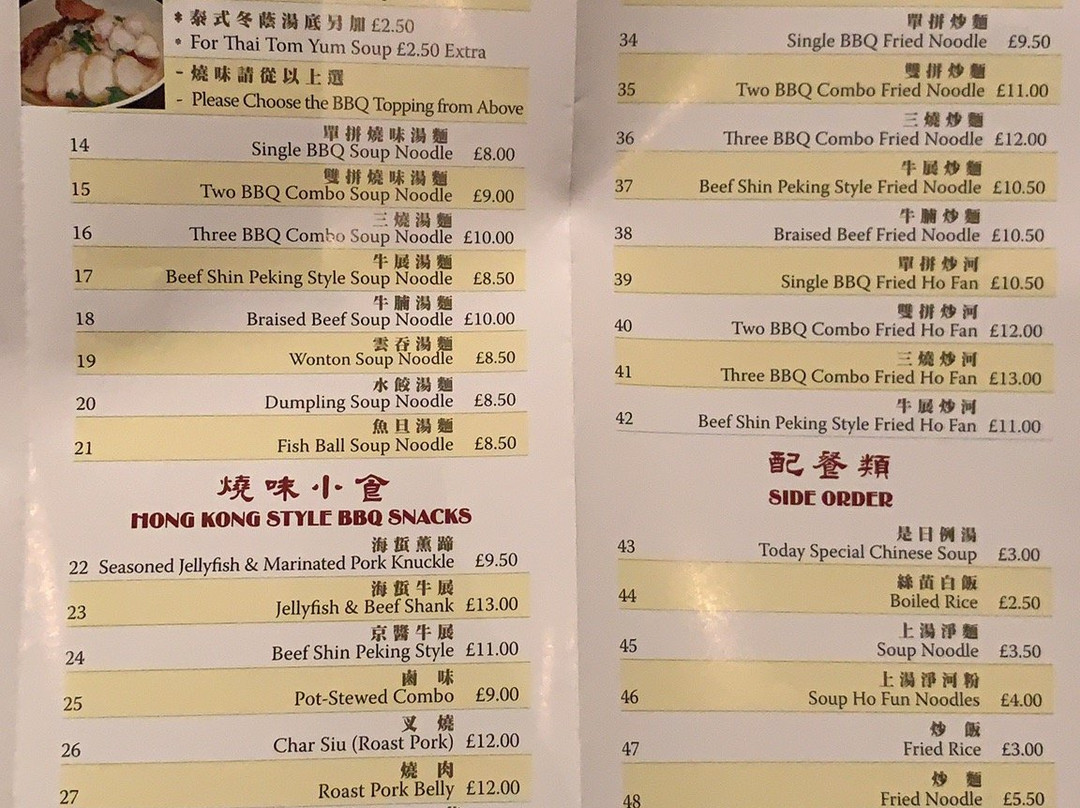 *泰式冬蔭湯底另加 £2.50
* For Thai Tom Yum Soup £2.50 Extra
- 燒味請從以上選
- Please Choose the BBQ Topping from Above
單拼燒味湯麵
14 Single BBQ Soup Noodle £8.00
雙拼燒味湯麵
15 Two BBQ Combo Soup Noodle £9.00
三燒湯麵
16 Three BBQ Combo Soup Noodle £10.00
牛展湯麵
17 Beef Shin Peking Style Soup Noodle £8.50
牛腩湯麵
18 Braised Beef Soup Noodle £10.00
雲吞湯麵
19 Wonton Soup Noodle £8.50
水餃湯麵
20 Dumpling Soup Noodle £8.50
魚旦湯麵
21 Fish Ball Soup Noodle £8.50
燒味小食
HONG KONG STYLE BBQ SNACKS
海蜇薰蹄
22 Seasoned Jellyfish & Marinated Pork Knuckle £9.50
海蜇牛展
23 Jellyfish & Beef Shank £13.00
京醬牛展
24 Beef Shin Peking Style £11.00
鹵味
25 Pot-Stewed Combo £9.00
叉燒
26 Char Siu (Roast Pork) £12.00
燒肉
27 Roast Pork Belly £12.00
單拼炒麵
34 Single BBQ Fried Noodle £9.50
雙拼炒麵
35 Two BBQ Combo Fried Noodle £11.00
三燒炒麵
36 Three BBQ Combo Fried Noodle £12.00
牛展炒麵
37 Beef Shin Peking Style Fried Noodle £10.50
牛腩炒麵
38 Braised Beef Fried Noodle £10.50
單拼炒河
39 Single BBQ Fried Ho Fan £10.50
雙拼炒河
40 Two BBQ Combo Fried Ho Fan £12.00
三燒炒河
41 Three BBQ Combo Fried Ho Fan £13.00
牛展炒河
42 Beef Shin Peking Style Fried Ho Fan £11.00
配餐類
SIDE ORDER
是日例湯
43 Today Special Chinese Soup £3.00
絲苗白飯
44 Boiled Rice £2.50
上湯淨麵
45 Soup Noodle £3.50
上湯淨河粉
46 Soup Ho Fun Noodles £4.00
炒飯
47 Fried Rice £3.00
炒麵
48 Fried Noodle £5.50